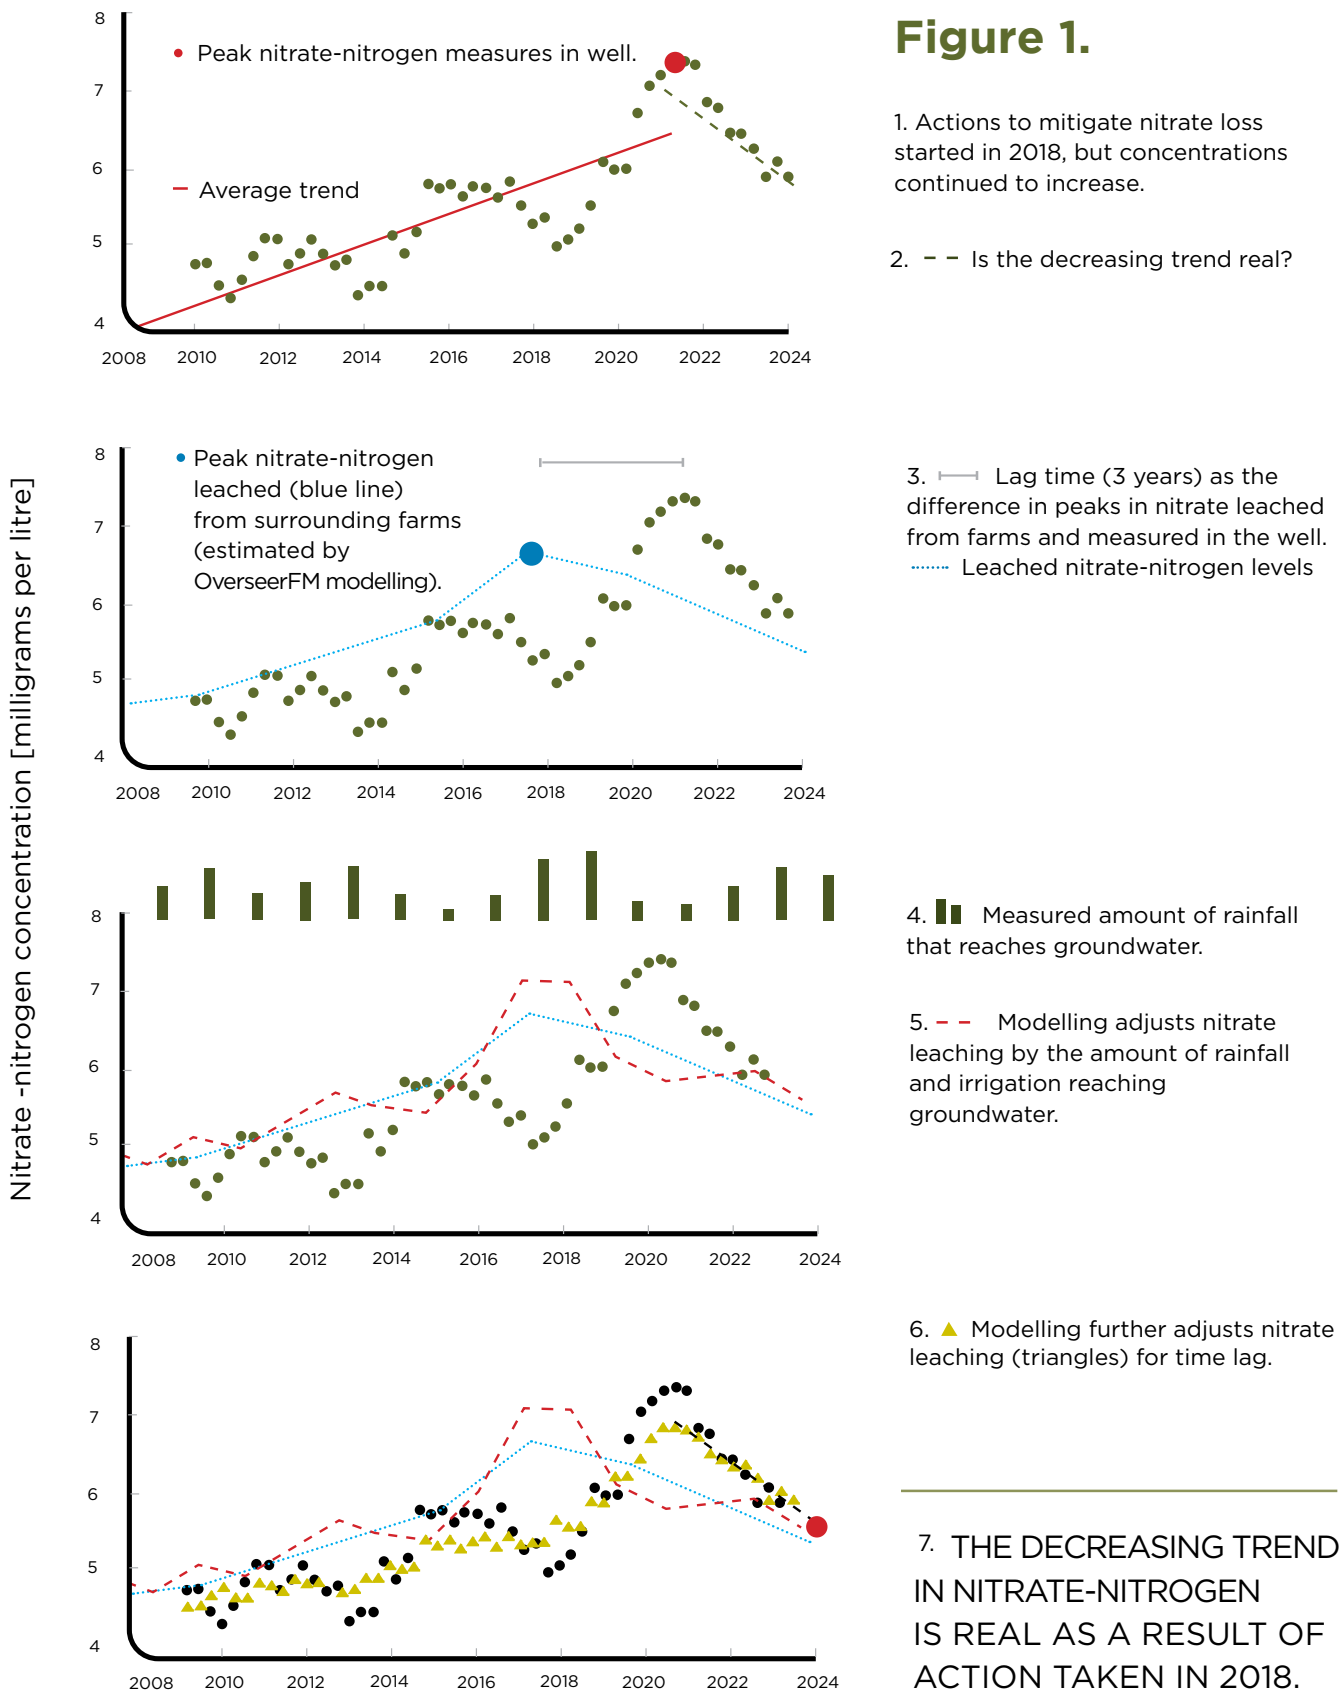 Figure 1.
Nitrate -nitrogen concentration [milligrams per litre]
8
7
6
5
4
Peak nitrate-nitrogen measures in well.
Average trend
2008 2010 2012 2014 2016 2018 2020 2022 2024
1. Actions to mitigate nitrate loss
started in 2018, but concentrations
continued to increase.
2. Is the decreasing trend real?
8
7
6
5
4
Peak nitrate-nitrogen
leached (blue line)
from surrounding farms
(estimated by
OverseerFM modelling).
2008 2010 2012 2014 2016 2018 2020 2022 2024
3. Lag time (3 years) as the
difference in peaks in nitrate leached
from farms and measured in the well.
Leached nitrate-nitrogen levels
8
7
6
5
4
2008 2010 2012 2014 2016 2018 2020 2022 2024
4. Measured amount of rainfall
that reaches groundwater.
5. Modelling adjusts nitrate
leaching by the amount of rainfall
and irrigation reaching
groundwater.
8
7
6
5
4
2008 2010 2012 2014 2016 2018 2020 2022 2024
6. Modelling further adjusts nitrate
leaching (triangles) for time lag.
7. THE DECREASING TREND
IN NITRATE-NITROGEN
IS REAL AS A RESULT OF
ACTION TAKEN IN 2018.